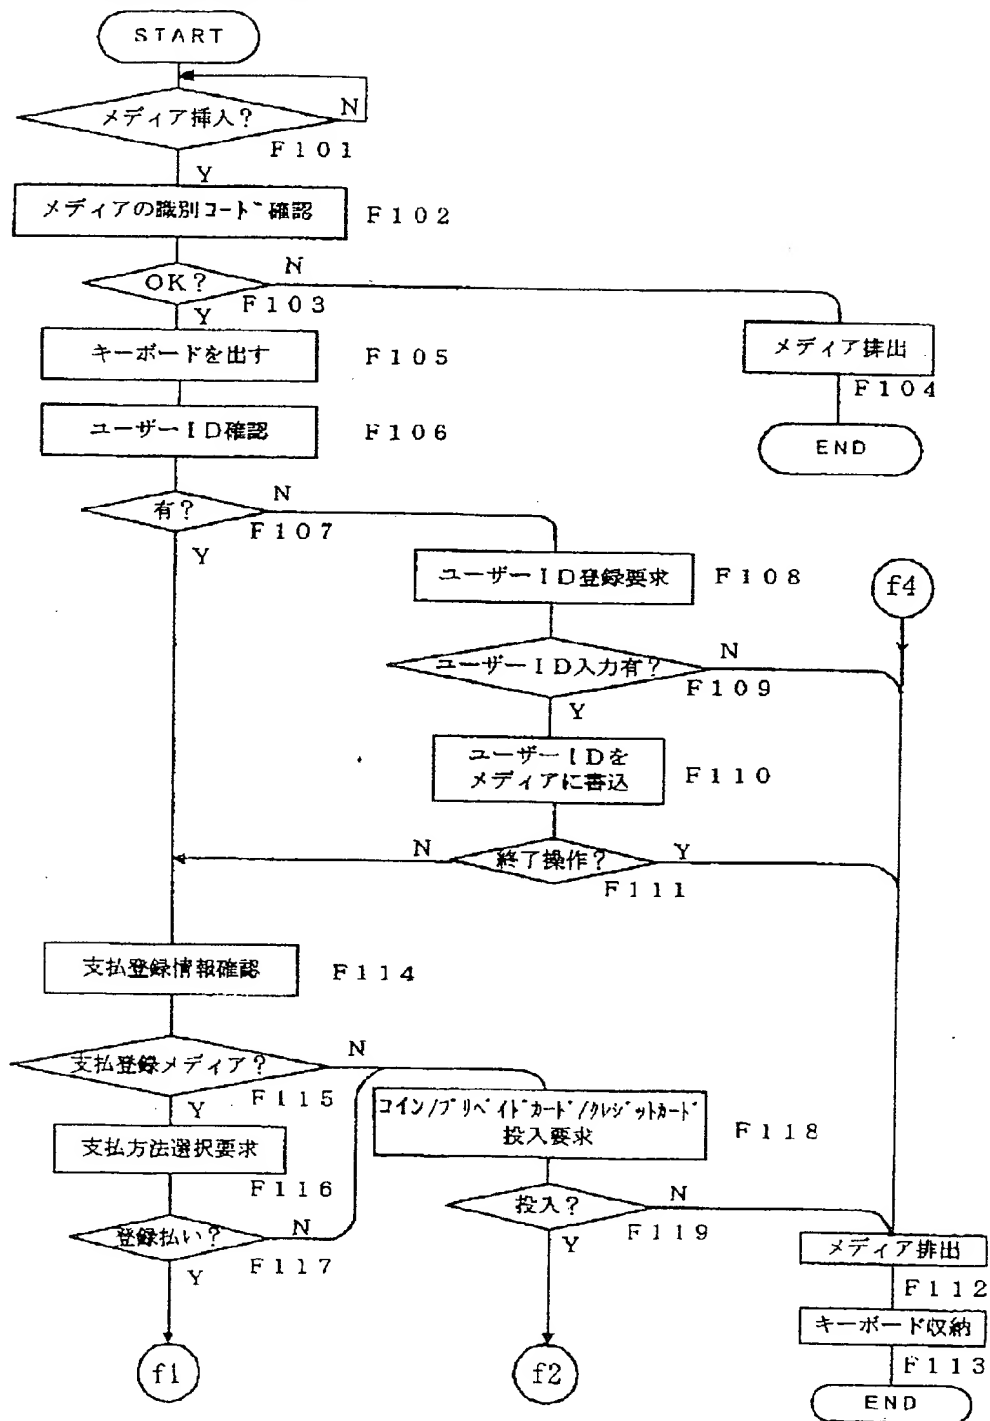 START
メディア挿入?
N
F101
Y
メディアの識別ｺｰﾄﾞ確認
F102
OK?
N
F103
Y
キーボードを出す
F105
メディア排出
F104
END
ユーザーID確認
F106
有?
N
F107
Y
ユーザーID登録要求
F108
f4
ユーザーID入力有?
N
F109
Y
ユーザーIDを
メディアに書込
F110
N
終了操作?
Y
F111
支払登録情報確認
F114
支払登録メディア?
N
F115
Y
ｺｲﾝ/ﾌﾟﾘﾍﾟｲﾄﾞｶｰﾄﾞ/ｸﾚｼﾞｯﾄｶｰﾄﾞ
投入要求
F118
支払方法選択要求
F116
投入?
N
F119
Y
登録払い?
N
F117
Y
メディア排出
F112
キーボード収納
F113
END
f1
f2